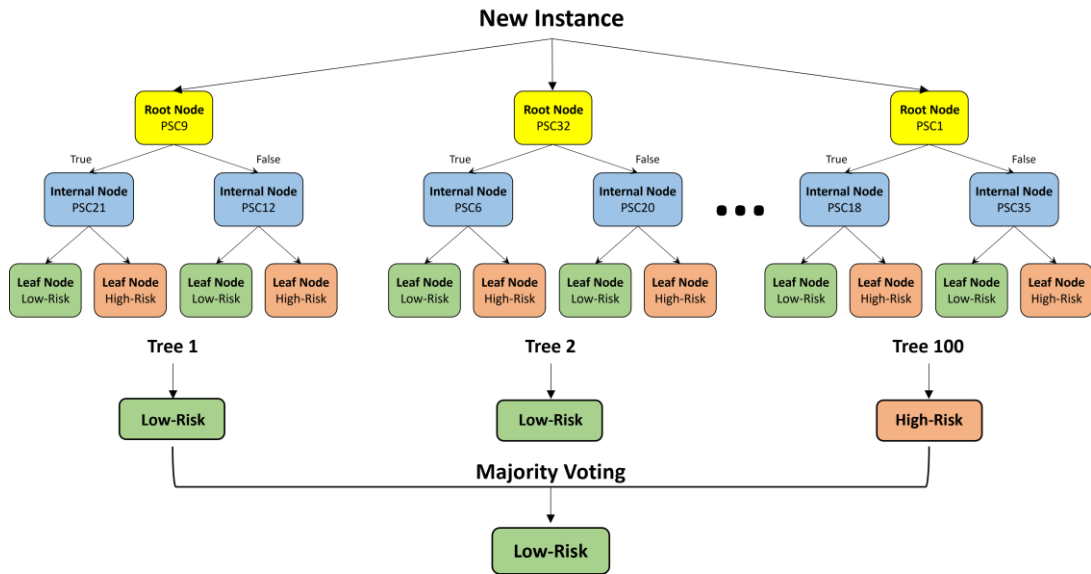 New Instance
Root Node
PSC9
Root Node
PSC32
Root Node
PSC1
True
False
True
False
True
False
Internal Node
PSC21
Internal Node
PSC12
Internal Node
PSC6
Internal Node
PSC20
Internal Node
PSC18
Internal Node
PSC35
Leaf Node
Low-Risk
Leaf Node
High-Risk
Leaf Node
Low-Risk
Leaf Node
High-Risk
Leaf Node
Low-Risk
Leaf Node
High-Risk
Leaf Node
Low-Risk
Leaf Node
High-Risk
Leaf Node
Low-Risk
Leaf Node
High-Risk
Leaf Node
Low-Risk
Leaf Node
High-Risk
Tree 1
Tree 2
Tree 100
Low-Risk
Low-Risk
High-Risk
Majority Voting
Low-Risk